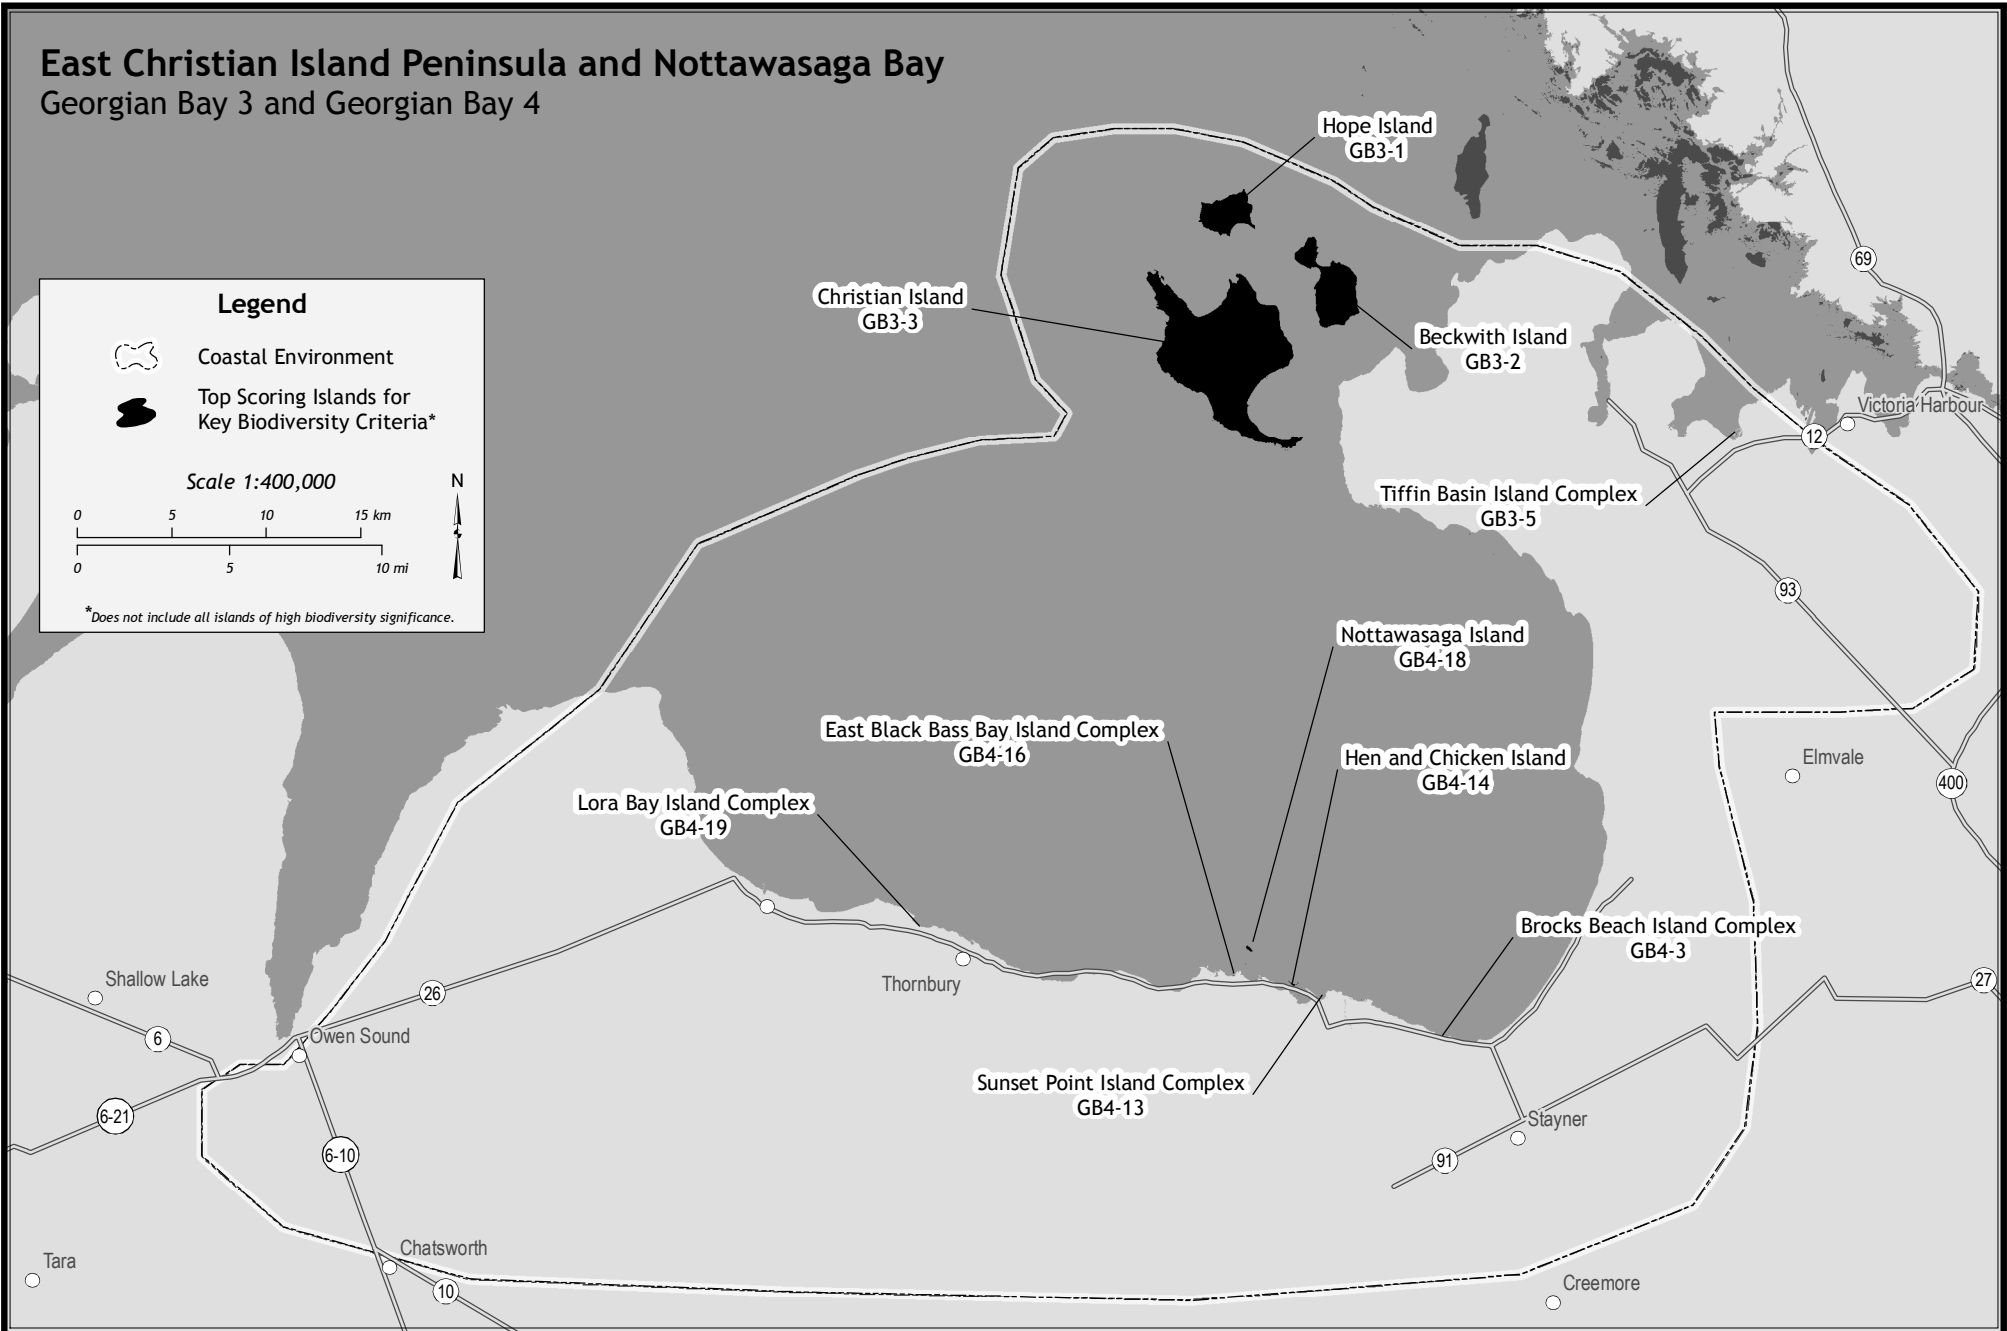 East Christian Island Peninsula and Nottawasaga Bay
Georgian Bay 3 and Georgian Bay 4
Hope Island
GB3-1
69
Legend
Coastal Environment
Top Scoring Islands for
Key Biodiversity Criteria*
Scale 1:400,000
N
0 5 10 15 km
0 5 10 mi
*Does not include all islands of high biodiversity significance.
Christian Island
GB3-3
Beckwith Island
GB3-2
Victoria Harbour
12
Tiffin Basin Island Complex
GB3-5
93
Nottawasaga Island
GB4-18
East Black Bass Bay Island Complex
GB4-16
Hen and Chicken Island
GB4-14
Elmvale
400
Lora Bay Island Complex
GB4-19
Brocks Beach Island Complex
GB4-3
Shallow Lake
26
Thornbury
27
6
Owen Sound
Sunset Point Island Complex
GB4-13
6-21
Stayner
6-10
91
Chatsworth
Tara
10
Creemore